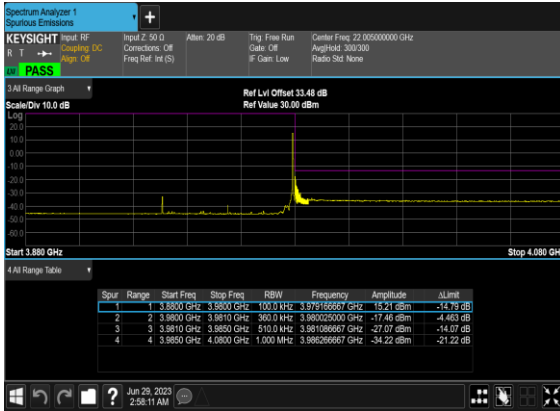 Spectrum Analyzer 1
Spurious Emissions
+
KEYSIGHT Input: RF Input Z: 50 Ω Atten: 20 dB Trig: Free Run Center Freq: 22.005000000 GHz
R T Coupling: DC Corrections: Off Gate: Off Avg|Hold: 300/300
Align: Off Freq Ref: Int (S) IF Gain: Low Radio Std: None
PASS
3 All Range Graph Ref Lvl Offset 33.48 dB
Scale/Div 10.0 dB Ref Value 30.00 dBm
Log
20.0
10.0
0.00
-10.0
-20.0
-30.0
-40.0
-50.0
-60.0
Start 3.880 GHz Stop 4.080 GHz
4 All Range Table
Spur Range Start Freq Stop Freq RBW Frequency Amplitude ΔLimit
1 1 3.8800 GHz 3.9800 GHz 100.0 kHz 3.979166667 GHz 15.21 dBm -14.79 dB
2 2 3.9800 GHz 3.9810 GHz 360.0 kHz 3.980025000 GHz -17.46 dBm -4.463 dB
3 3 3.9810 GHz 3.9850 GHz 510.0 kHz 3.981086667 GHz -27.07 dBm -14.07 dB
4 4 3.9850 GHz 4.0800 GHz 1.000 MHz 3.986266667 GHz -34.22 dBm -21.22 dB
? Jun 29, 2023
2:58:11 AM